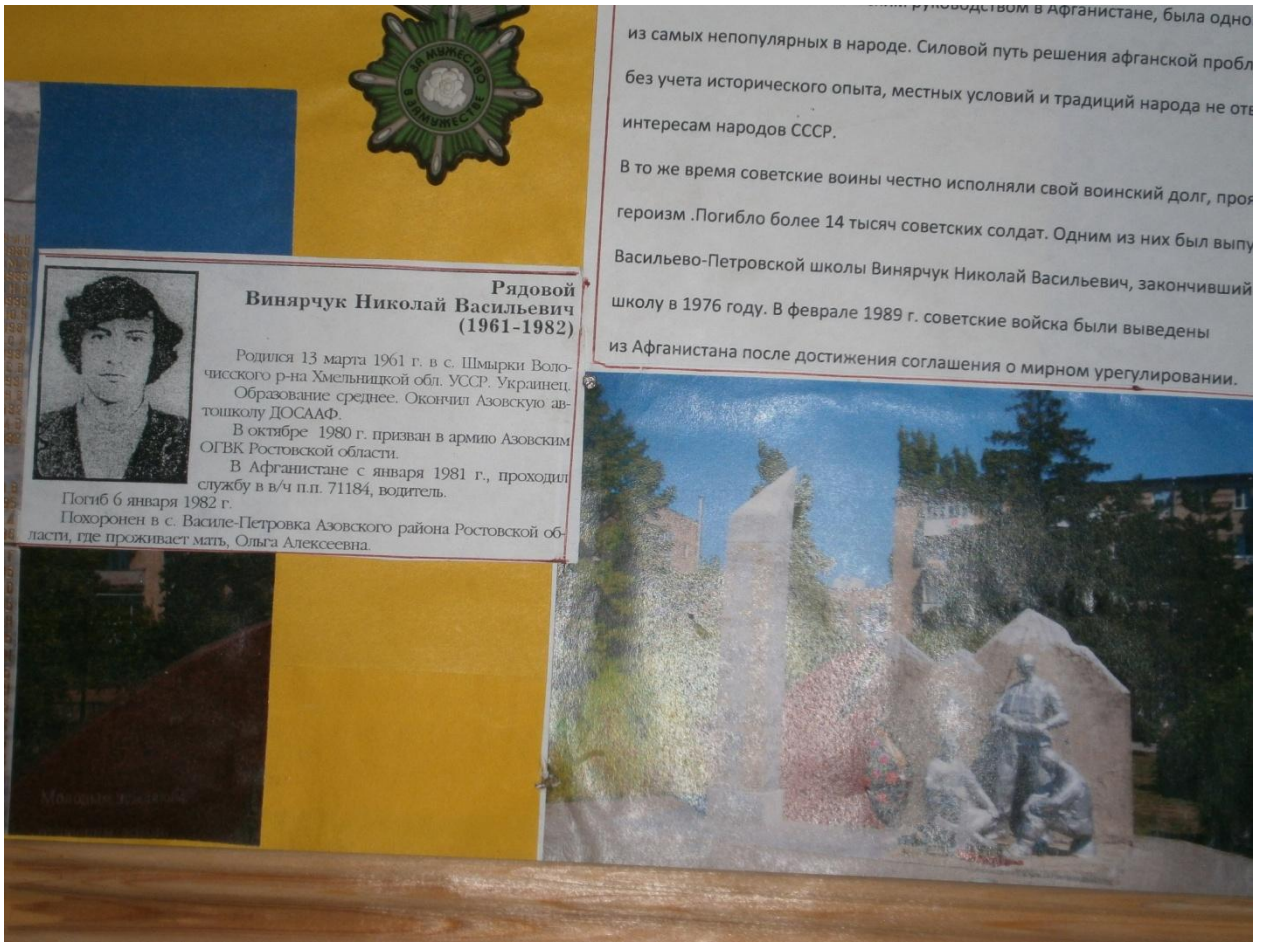 ЗА МУЖЕСТВО
В ЗАМУЖЕСТВЕ
руководством в Афганистане, была одно
из самых непопулярных в народе. Силовой путь решения афганской пробл
без учета исторического опыта, местных условий и традиций народа не отв
интересам народов СССР.
В то же время советские воины честно исполняли свой воинский долг, проя
героизм .Погибло более 14 тысяч советских солдат. Одним из них был выпу
Васильево-Петровской школы Винярчук Николай Васильевич, закончивший
школу в 1976 году. В феврале 1989 г. советские войска были выведены
из Афганистана после достижения соглашения о мирном урегулировании.
Рядовой
Винярчук Николай Васильевич
(1961-1982)
Родился 13 марта 1961 г. в с. Шмырки Воло-
чисского р-на Хмельницкой обл. УССР. Украинец.
Образование среднее. Окончил Азовскую ав-
тошколу ДОСААФ.
В октябре 1980 г. призван в армию Азовским
ОГВК Ростовской области.
В Афганистане с января 1981 г., проходил
службу в в/ч п.п. 71184, водитель.
Погиб 6 января 1982 г.
Похоронен в с. Василе-Петровка Азовского района Ростовской об-
ласти, где проживает мать, Ольга Алексеевна.